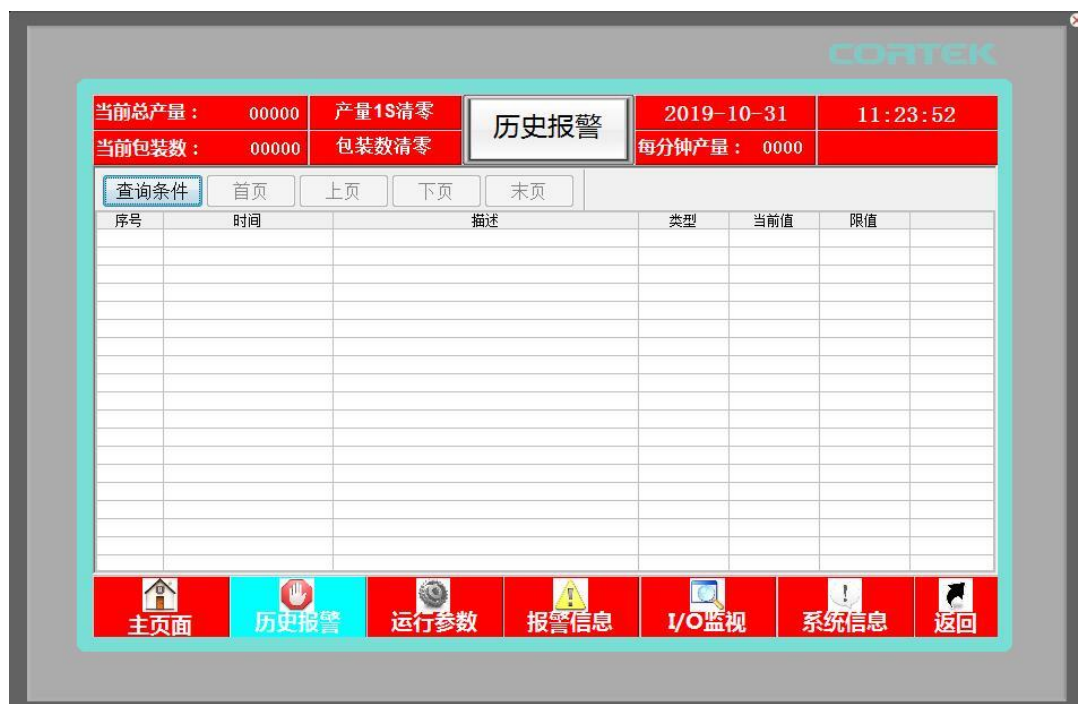 CORTEK
当前总产量： 00000 产量1S清零 历史报警 2019-10-31 11:23:52
当前包装数： 00000 包装数清零 每分钟产量： 0000
查询条件 首页 上页 下页 末页
序号 时间 描述 类型 当前值 限值
主页面 历史报警 运行参数 报警信息 I/O监视 系统信息 返回